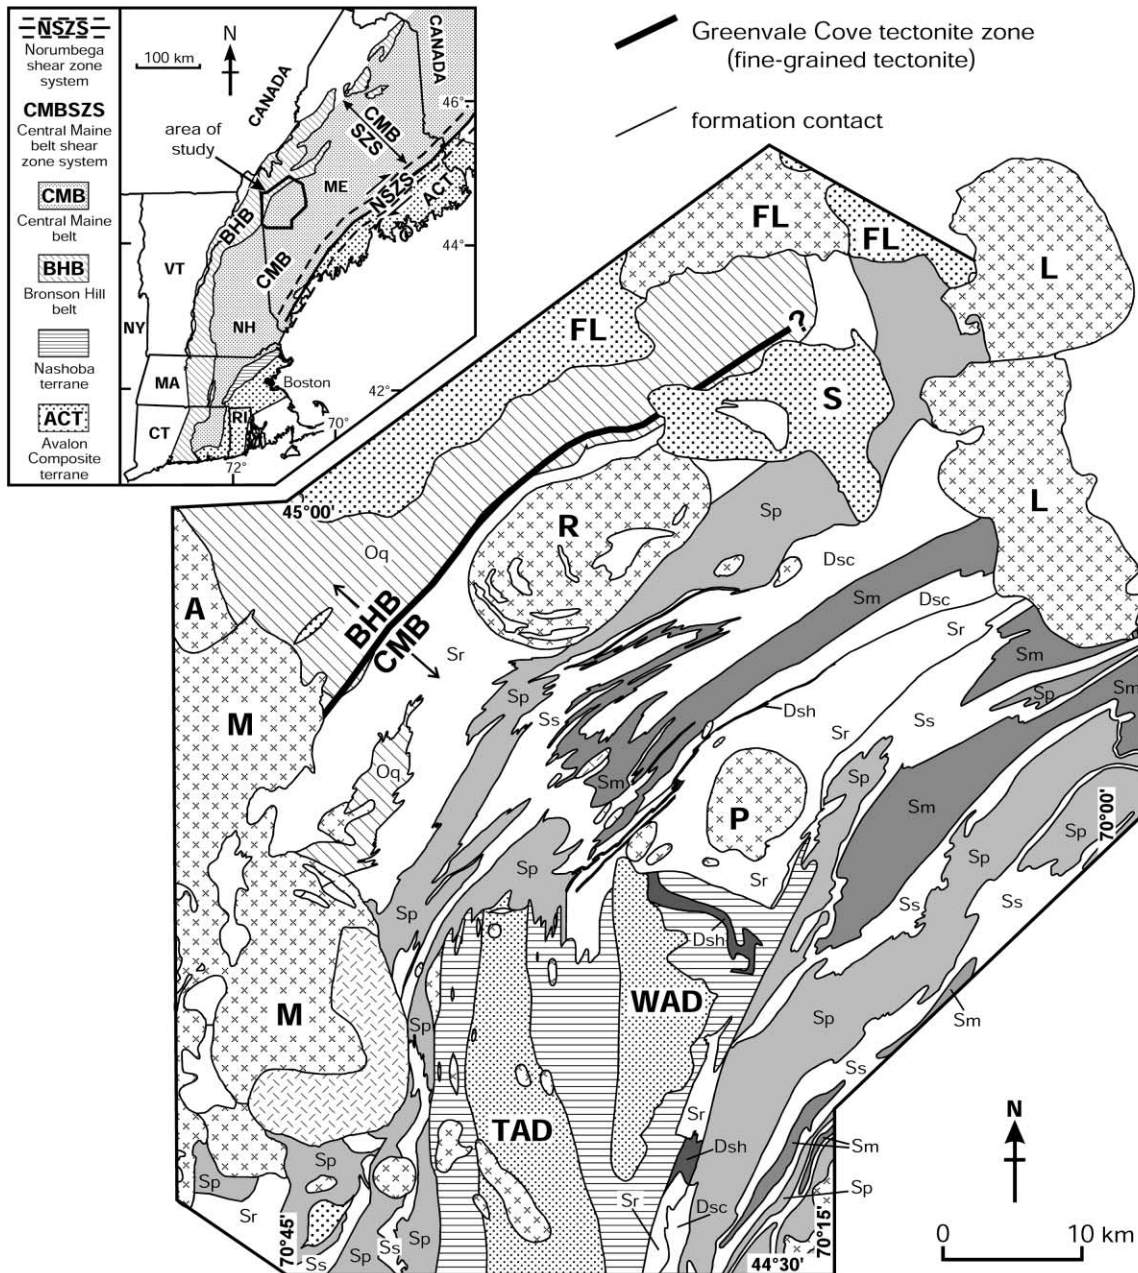 NSZS
Norumbega
shear zone
system
CMBSZS
Central Maine
belt shear
zone system
CMB
Central Maine
belt
BHB
Bronson Hill
belt
Nashoba
terrane
ACT
Avalon
Composite
terrane
N
100 km
area of
study
CANADA
CANADA
46°
CMB
SZS
ME
NSZS
ACT
44°
BHB
CMB
VT
NH
NY
MA
Boston
42°
CT
RI
70°
72°
Greenvale Cove tectonite zone
(fine-grained tectonite)
formation contact
FL
FL
L
FL
?
S
45°00'
R
Sp
L
Oq
Dsc
A
BHB
CMB
Sm
Dsc
Sr
Sr
Sm
Sp
Sp
Sm
M
Ss
Dsh
Ss
Sr
Oq
Sp
Sm
Sm
P
70°00'
Sp
Sp
Sp
Sr
Sp
Ss
Ss
Dsh
M
WAD
Sp
Sp
Sm
Ss
Sr
TAD
N
Sm
Dsh
Sp
Sp
Sp
Sr
Dsc
Sr
70°45'
Ss
Sp
Ss
Sp
70°15'
44°30'
0
10 km